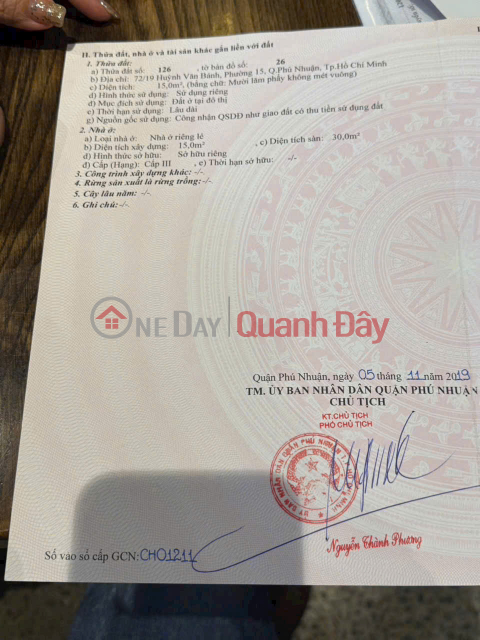 II. Thửa đất, nhà ở và tài sản khác gắn liền với đất
1. Thửa đất:
a) Thửa đất số: 126 , tờ bản đồ số: 26
b) Địa chỉ: 72/19 Huỳnh Văn Bánh, Phường 15, Q.Phú Nhuận, Tp.Hồ Chí Minh
c) Diện tích: 15,0m², (bằng chữ: Mười lăm phẩy không mét vuông)
d) Hình thức sử dụng: Sử dụng riêng
đ) Mục đích sử dụng: Đất ở tại đô thị
e) Thời hạn sử dụng: Lâu dài
g) Nguồn gốc sử dụng: Công nhận QSDĐ như giao đất có thu tiền sử dụng đất
2. Nhà ở:
a) Loại nhà ở: Nhà ở riêng lẻ
b) Diện tích xây dựng: 15,0m² , c) Diện tích sàn: 30,0m²
d) Hình thức sở hữu: Sở hữu riêng
đ) Cấp (Hạng): Cấp III , e) Thời hạn sở hữu: -/-
3. Công trình xây dựng khác: -/-
4. Rừng sản xuất là rừng trồng:-/-
5. Cây lâu năm: -/-
6. Ghi chú:-/-
ONEDAY Quanh Đây
Quận Phú Nhuận, ngày 05 tháng 11 năm 2019
TM. ỦY BAN NHÂN DÂN QUẬN PHÚ NHUẬN
CHỦ TỊCH
KT.CHỦ TỊCH
PHÓ CHỦ TỊCH
Nguyễn Thành Phương
Số vào sổ cấp GCN: CH01211